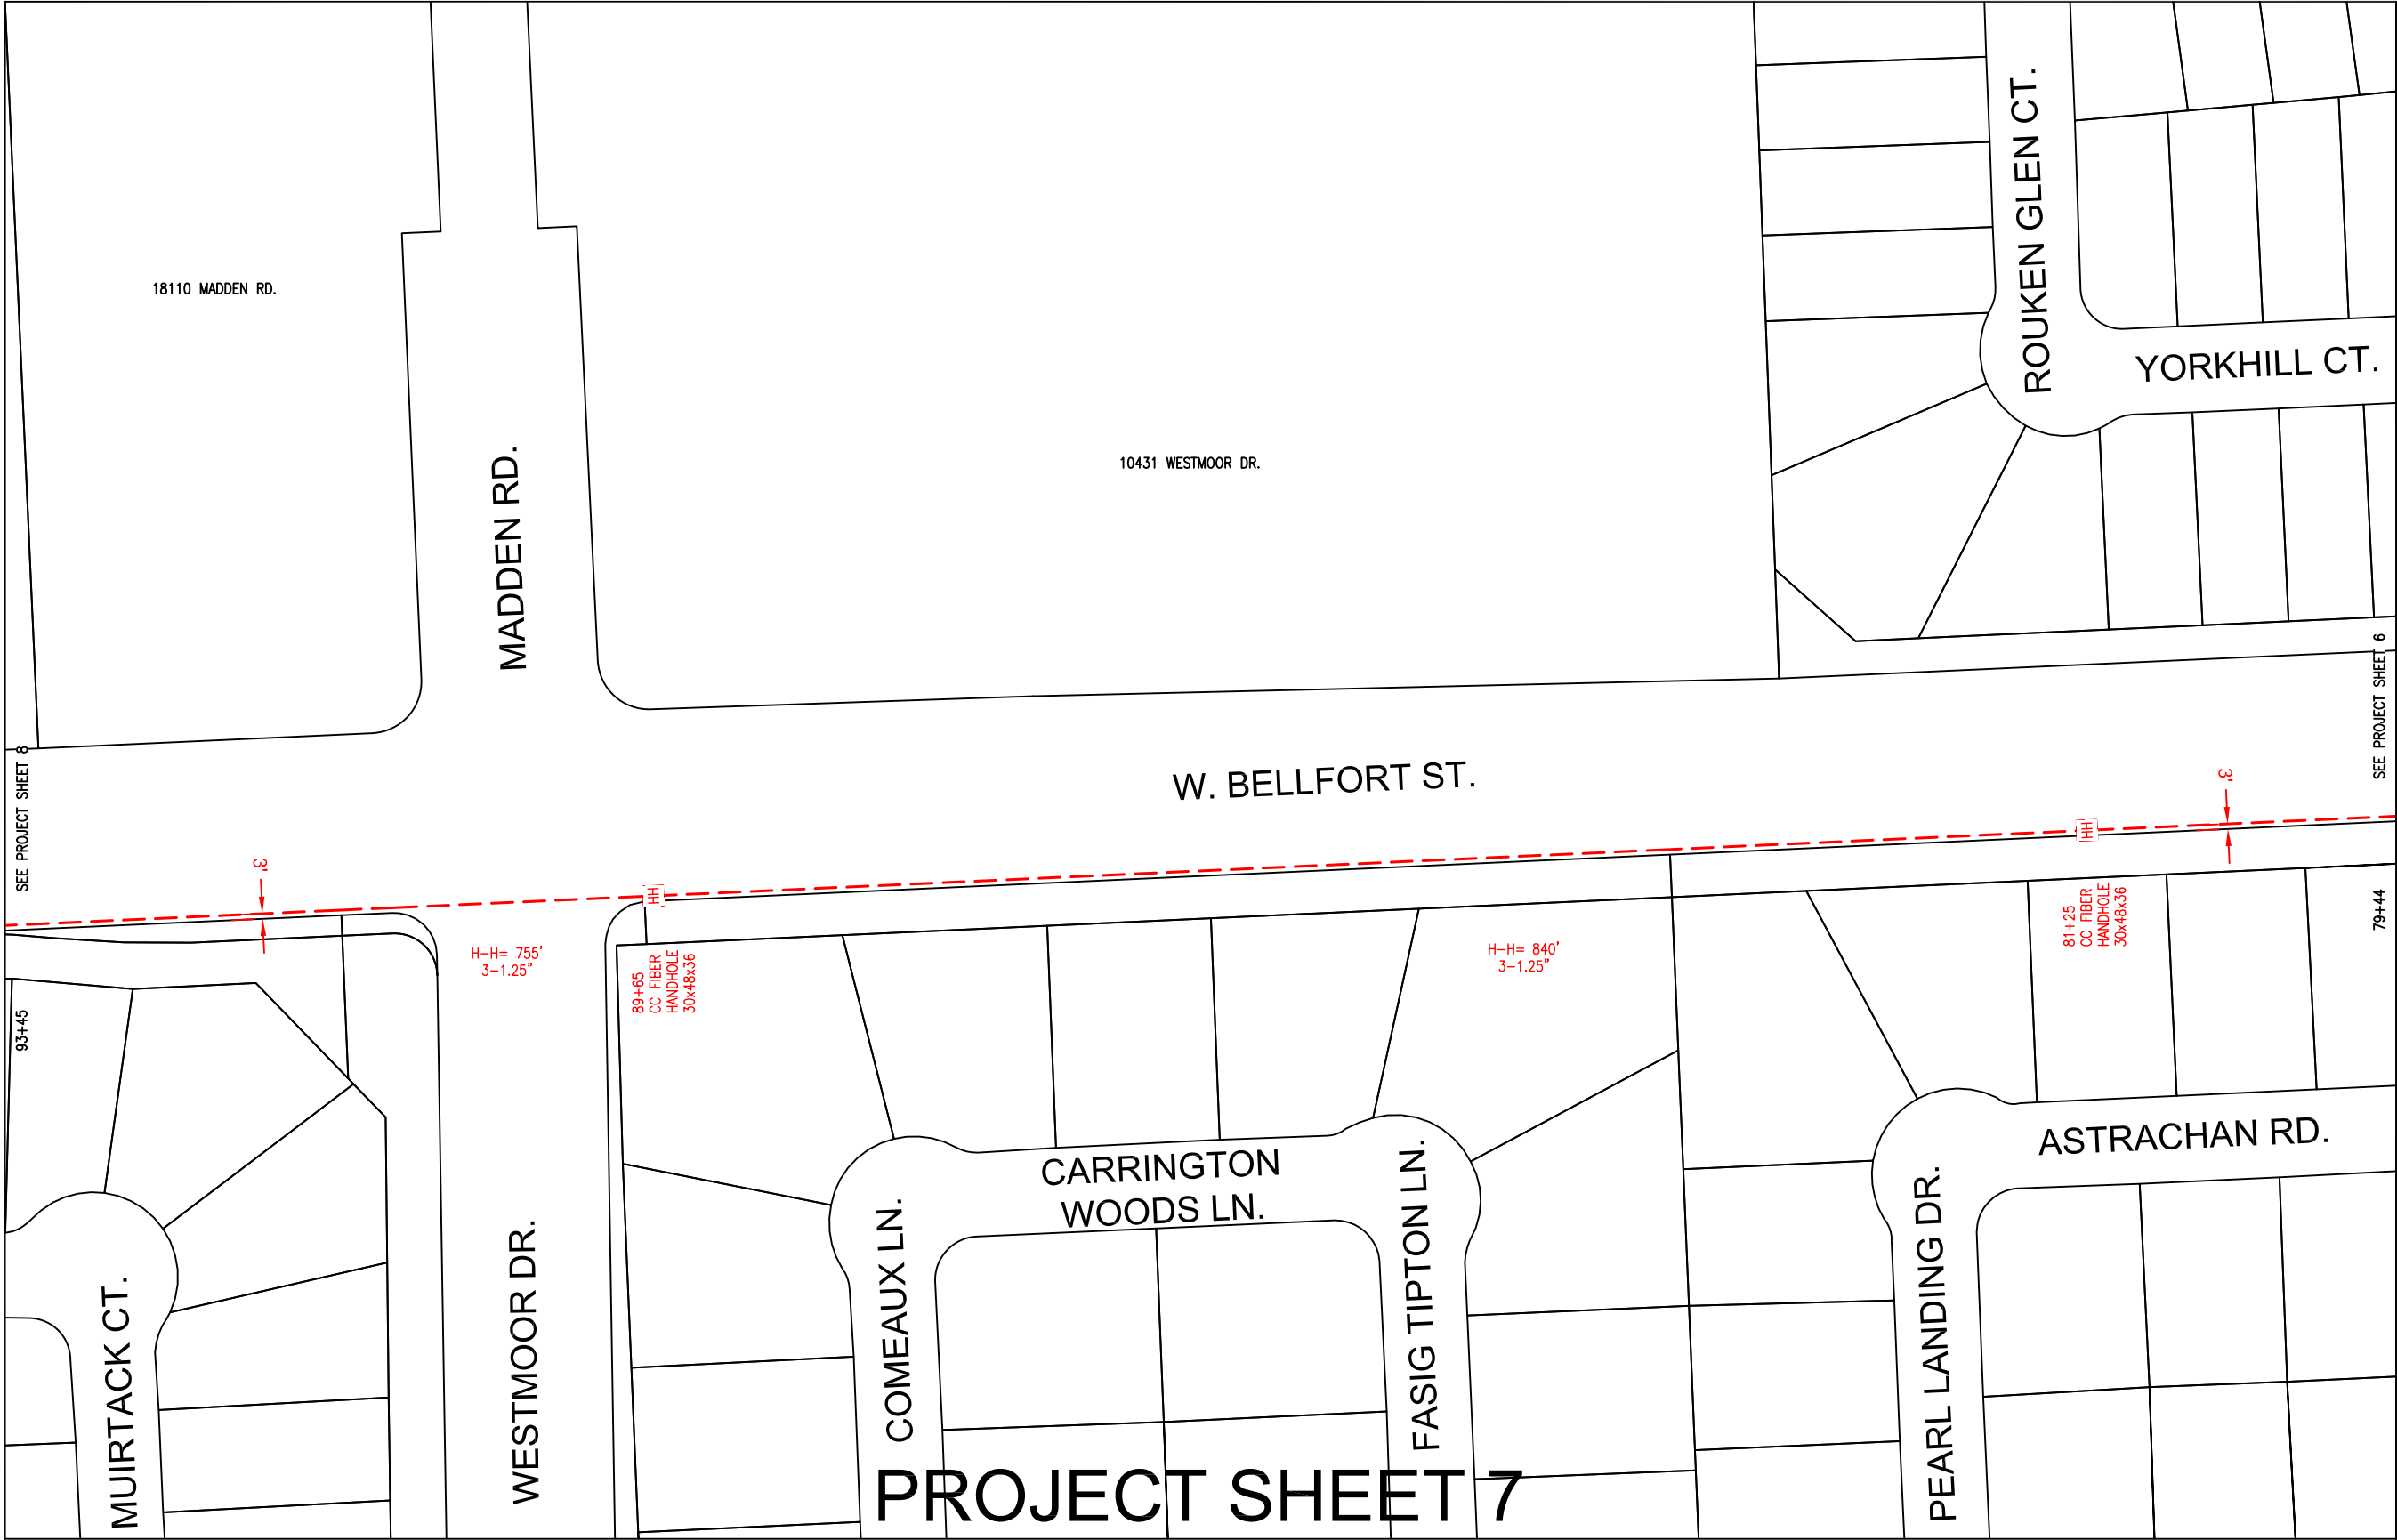 ROUKEN GLEN CT.
18110 MADDEN RD.
YORKHILL CT.
10431 WESTMOOR DR.
MADDEN RD.
SEE PROJECT SHEET 8
SEE PROJECT SHEET 6
W. BELLFORT ST.
3'
HH
3'
HH
H-H= 755'
3-1.25"
89+65
CC FIBER
HANDHOLE
30x48x36
H-H= 840'
3-1.25"
81+25
CC FIBER
HANDHOLE
30x48x36
79+44
93+45
CARRINGTON
WOODS LN.
ASTRACHAN RD.
MUIRTACK CT.
WESTMOOR DR.
COMEAUX LN.
FASIG TIPTON LN.
PEARL LANDING DR.
PROJECT SHEET 7